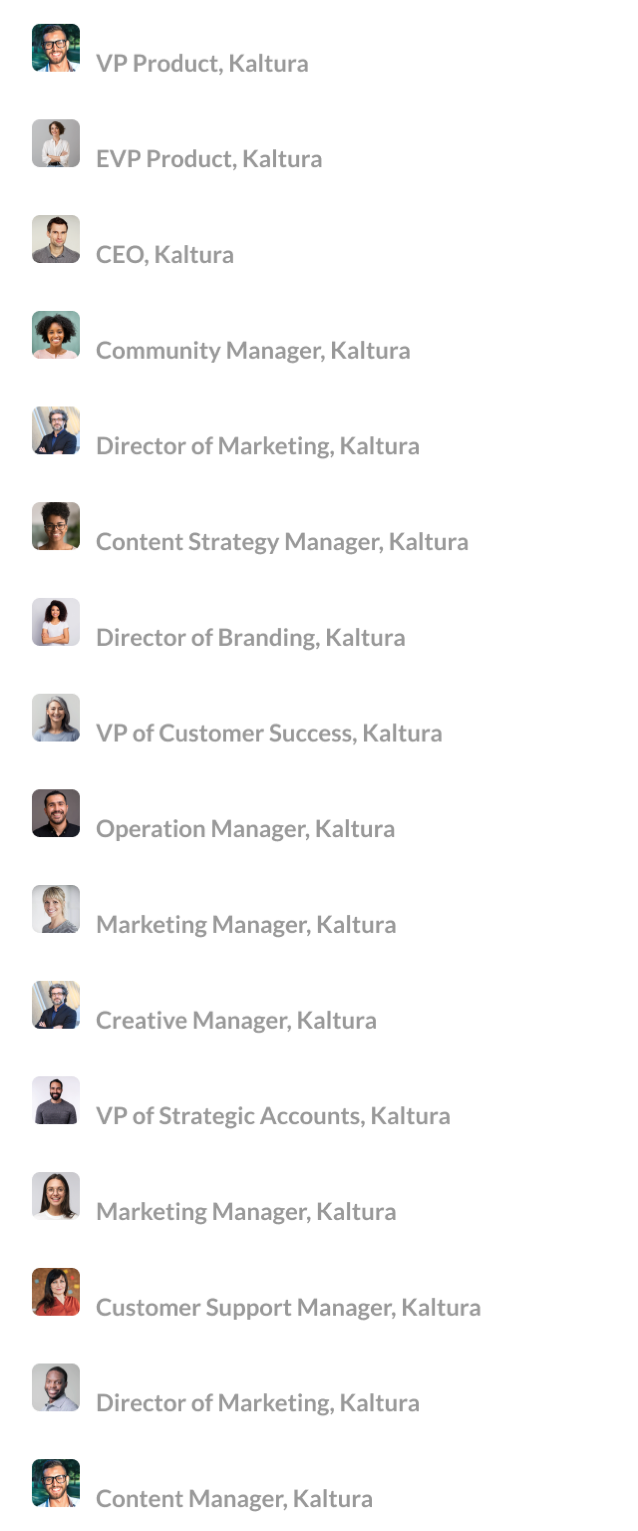 VP Product, Kaltura
EVP Product, Kaltura
CEO, Kaltura
Community Manager, Kaltura
Director of Marketing, Kaltura
Content Strategy Manager, Kaltura
Director of Branding, Kaltura
VP of Customer Success, Kaltura
Operation Manager, Kaltura
Marketing Manager, Kaltura
Creative Manager, Kaltura
VP of Strategic Accounts, Kaltura
Marketing Manager, Kaltura
Customer Support Manager, Kaltura
Director of Marketing, Kaltura
Content Manager, Kaltura